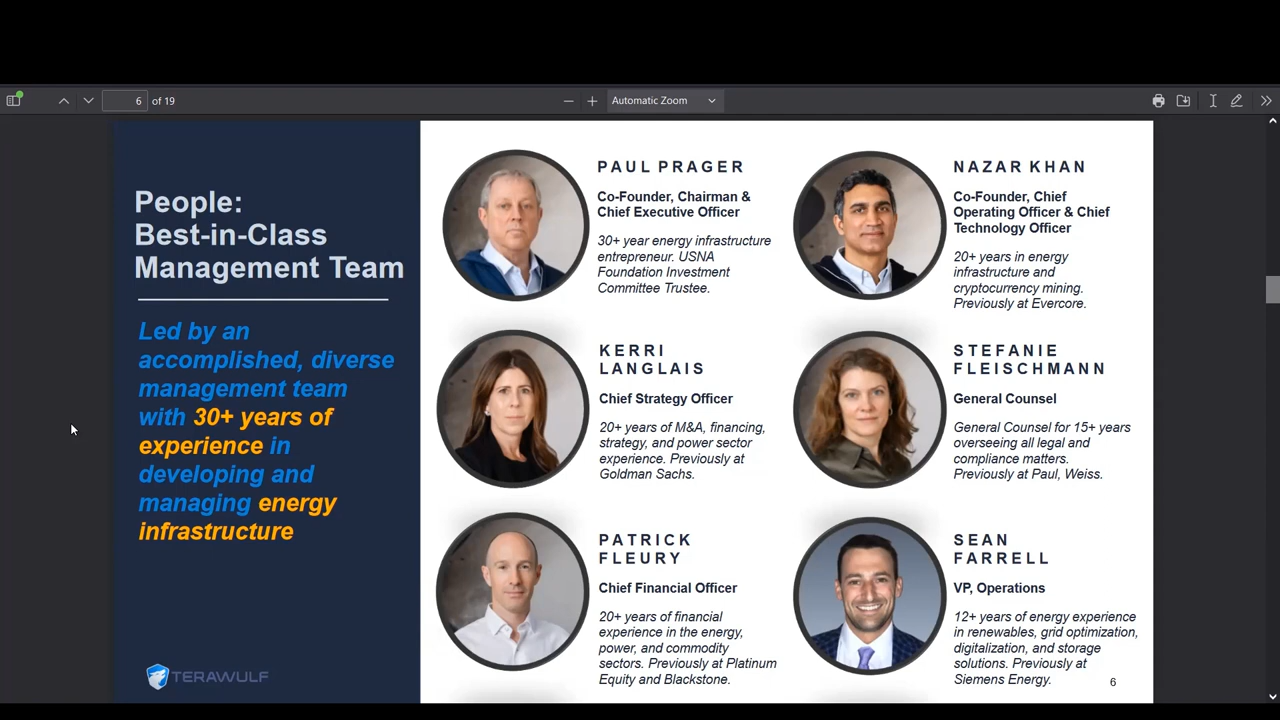 6 of 19
Automatic Zoom
People:
Best-in-Class
Management Team
Led by an
accomplished, diverse
management team
with 30+ years of
experience in
developing and
managing energy
infrastructure
TERAWULF
PAUL PRAGER
Co-Founder, Chairman &
Chief Executive Officer
30+ year energy infrastructure
entrepreneur. USNA
Foundation Investment
Committee Trustee.
NAZAR KHAN
Co-Founder, Chief
Operating Officer & Chief
Technology Officer
20+ years in energy
infrastructure and
cryptocurrency mining.
Previously at Evercore.
KERRI
LANGLAIS
Chief Strategy Officer
20+ years of M&A, financing,
strategy, and power sector
experience. Previously at
Goldman Sachs.
STEFANIE
FLEISCHMANN
General Counsel
General Counsel for 15+ years
overseeing all legal and
compliance matters.
Previously at Paul, Weiss.
PATRICK
FLEURY
Chief Financial Officer
20+ years of financial
experience in the energy,
power, and commodity
sectors. Previously at Platinum
Equity and Blackstone.
SEAN
FARRELL
VP, Operations
12+ years of energy experience
in renewables, grid optimization,
digitalization, and storage
solutions. Previously at
Siemens Energy.
6